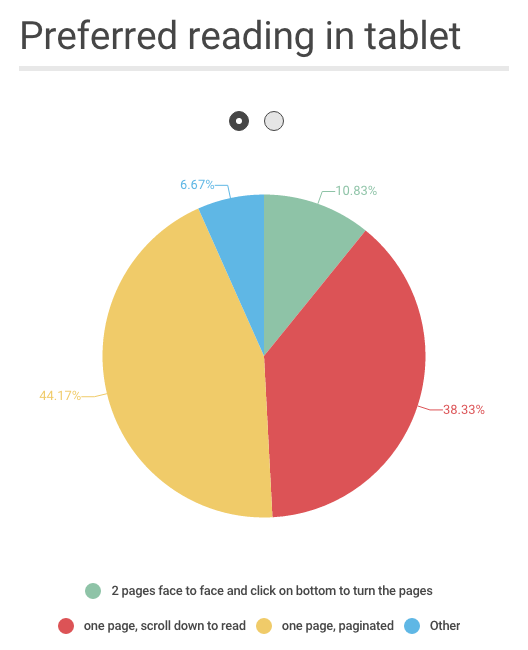 Preferred reading in tablet
6.67%
10.83%
44.17%
38.33%
2 pages face to face and click on bottom to turn the pages
one page, scroll down to read one page, paginated Other